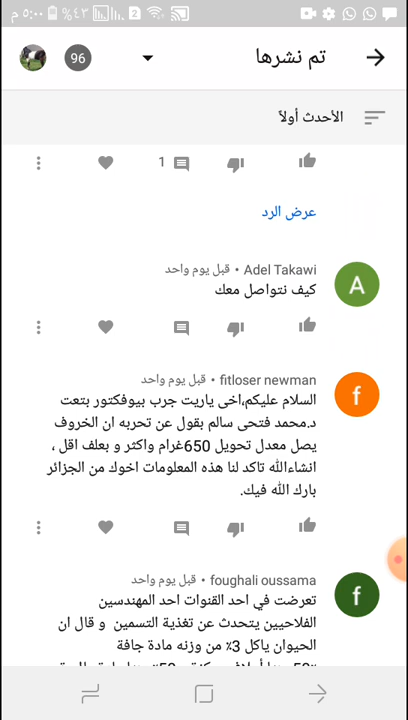 ٥:٠٠ م
٤٣٪
2
تم نشرها
96
الأحدث أولاً
1
عرض الرد
Adel Takawi • قبل يوم واحد
كيف نتواصل معك
A
fitloser newman • قبل يوم واحد
السلام عليكم،اخى ياريت جرب بيوفكتور بتعت
د.محمد فتحى سالم بقول عن تحربه ان الخروف
يصل معدل تحويل 650غرام واكثر و بعلف اقل ،
انشاءالله تاكد لنا هذه المعلومات اخوك من الجزائر
بارك الله فيك.
f
foughali oussama • قبل يوم واحد
تعرضت في احد القنوات احد المهندسين
الفلاحيين يتحدث عن تغذية التسمين و قال ان
الحيوان ياكل 3٪ من وزنه مادة جافة
f